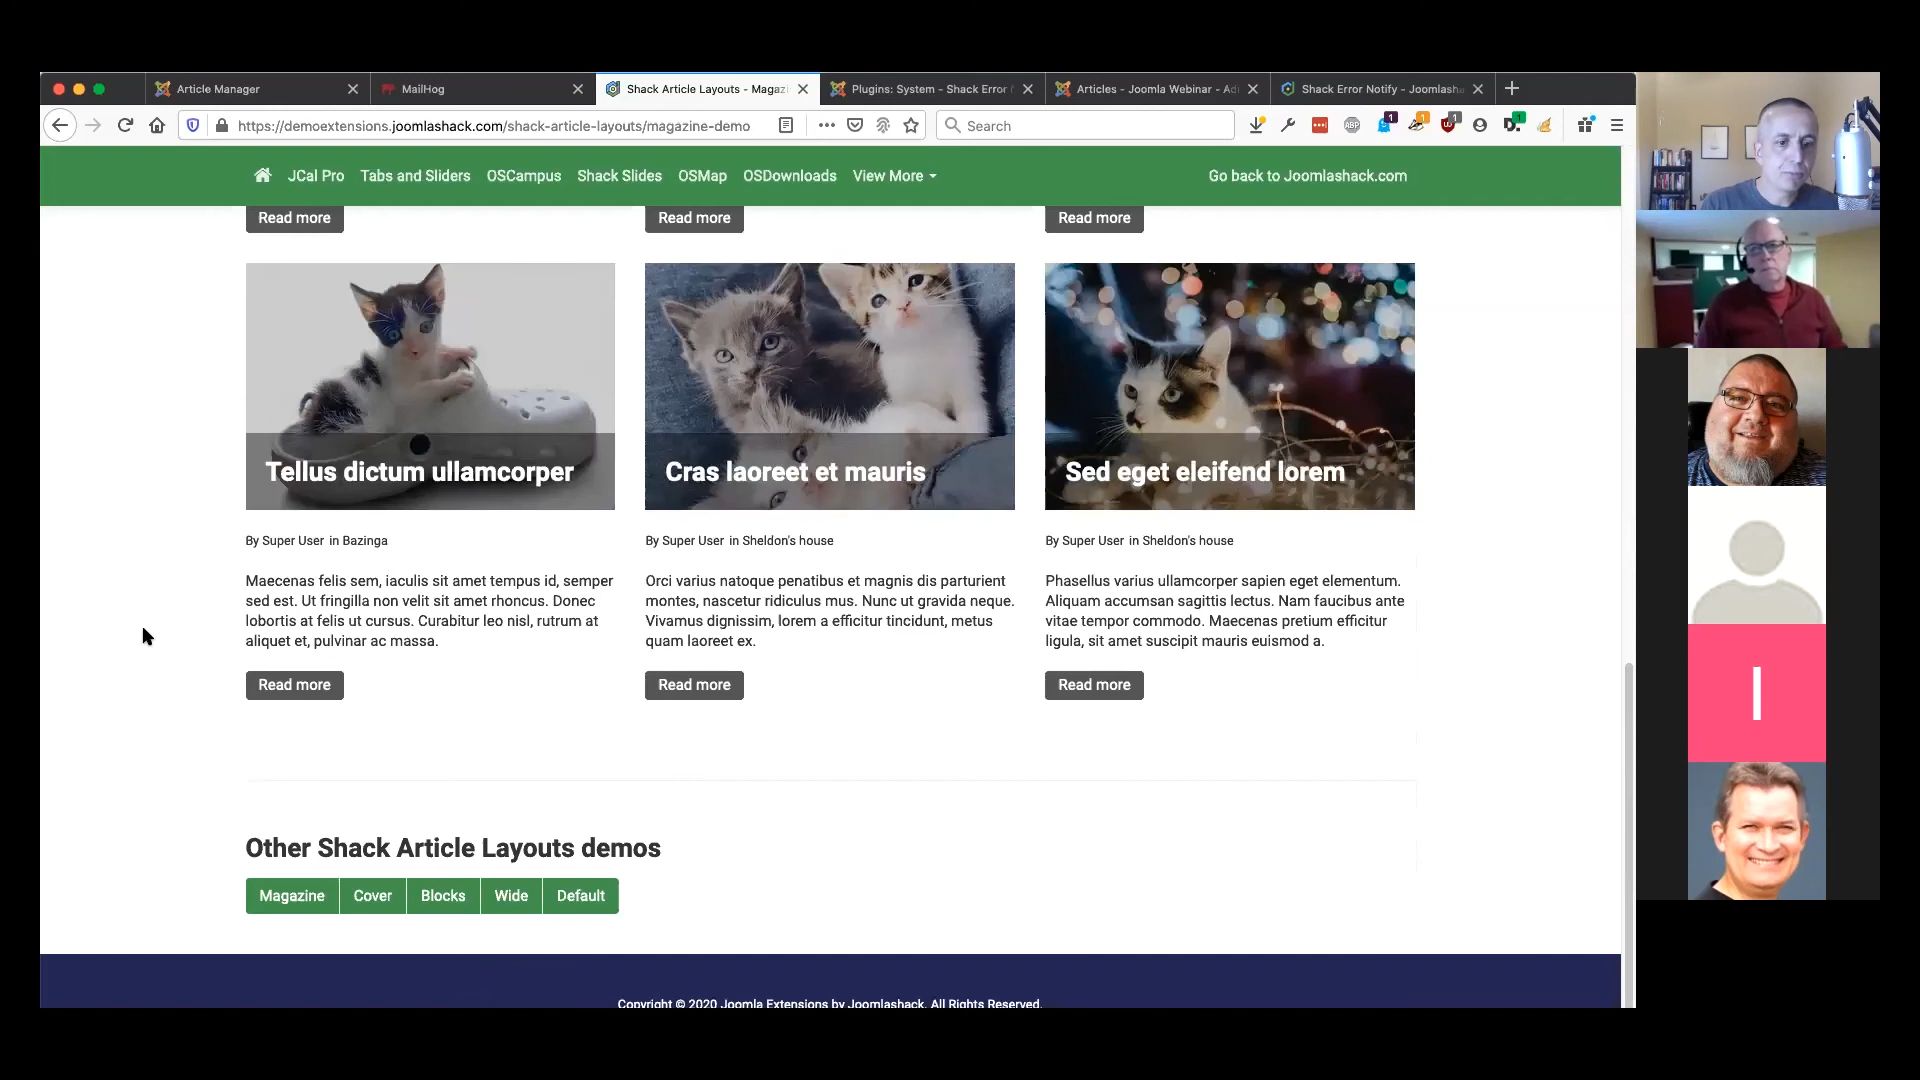 Article Manager
MailHog
Shack Article Layouts - Magazi
Plugins: System - Shack Error
Articles - Joomla Webinar - Ad
Shack Error Notify - Joomlasha
https://demoextensions.joomlashack.com/shack-article-layouts/magazine-demo
Search
ABP
1
1
1
1
JCal Pro
Tabs and Sliders
OSCampus
Shack Slides
OSMap
OSDownloads
View More
Go back to Joomlashack.com
Read more
Read more
Read more
Tellus dictum ullamcorper
Cras laoreet et mauris
Sed eget eleifend lorem
By Super User in Bazinga
By Super User in Sheldon's house
By Super User in Sheldon's house
Maecenas felis sem, iaculis sit amet tempus id, semper
sed est. Ut fringilla non velit sit amet rhoncus. Donec
lobortis at felis ut cursus. Curabitur leo nisl, rutrum at
aliquet et, pulvinar ac massa.
Orci varius natoque penatibus et magnis dis parturient
montes, nascetur ridiculus mus. Nunc ut gravida neque.
Vivamus dignissim, lorem a efficitur tincidunt, metus
quam laoreet ex.
Phasellus varius ullamcorper sapien eget elementum.
Aliquam accumsan sagittis lectus. Nam faucibus ante
vitae tempor commodo. Maecenas pretium efficitur
ligula, sit amet suscipit mauris euismod a.
Read more
Read more
Read more
I
Other Shack Article Layouts demos
Magazine
Cover
Blocks
Wide
Default
Copyright © 2020 Joomla Extensions by Joomlashack. All Rights Reserved.